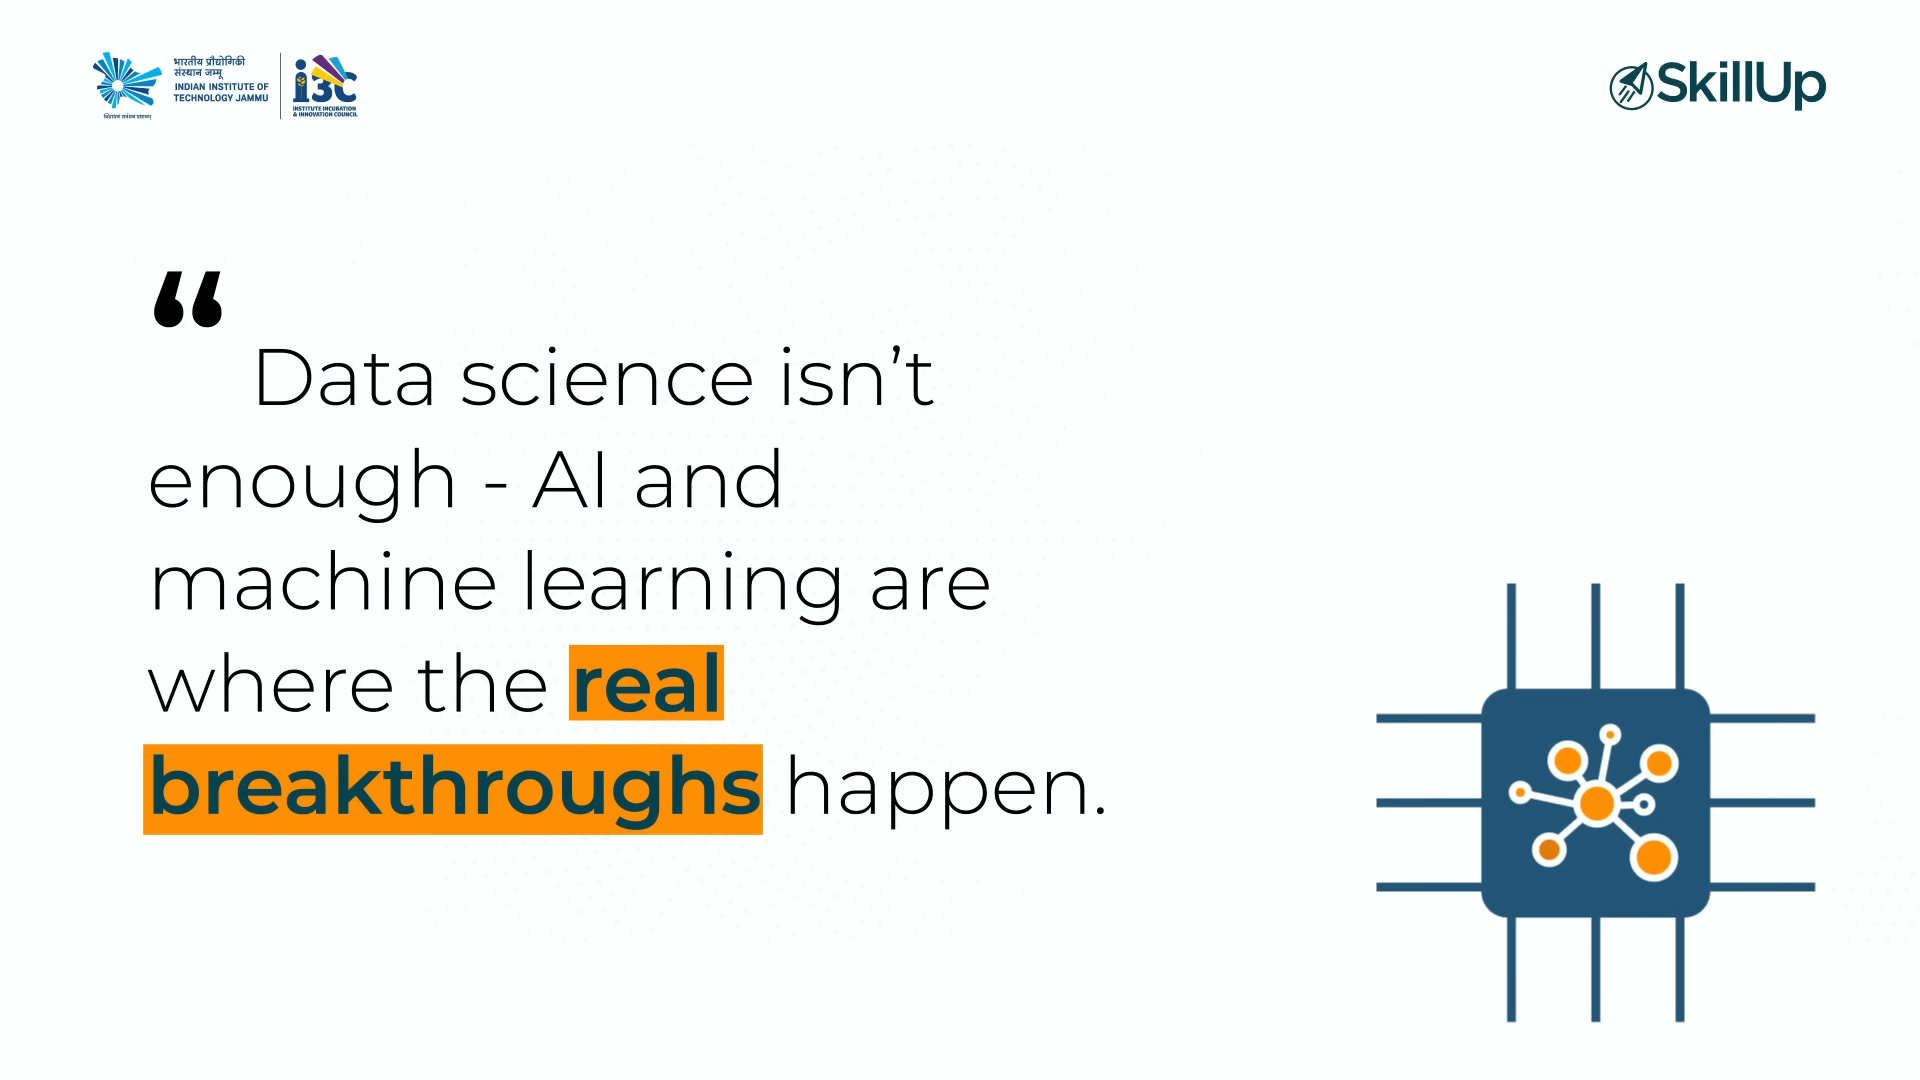 भारतीय प्रौद्योगिकी
संस्थान जम्मू
INDIAN INSTITUTE OF
TECHNOLOGY JAMMU
i3C
INSTITUTE INCUBATION
& INNOVATION COUNCIL
SkillUp
“
Data science isn’t
enough - AI and
machine learning are
where the real
breakthroughs happen.